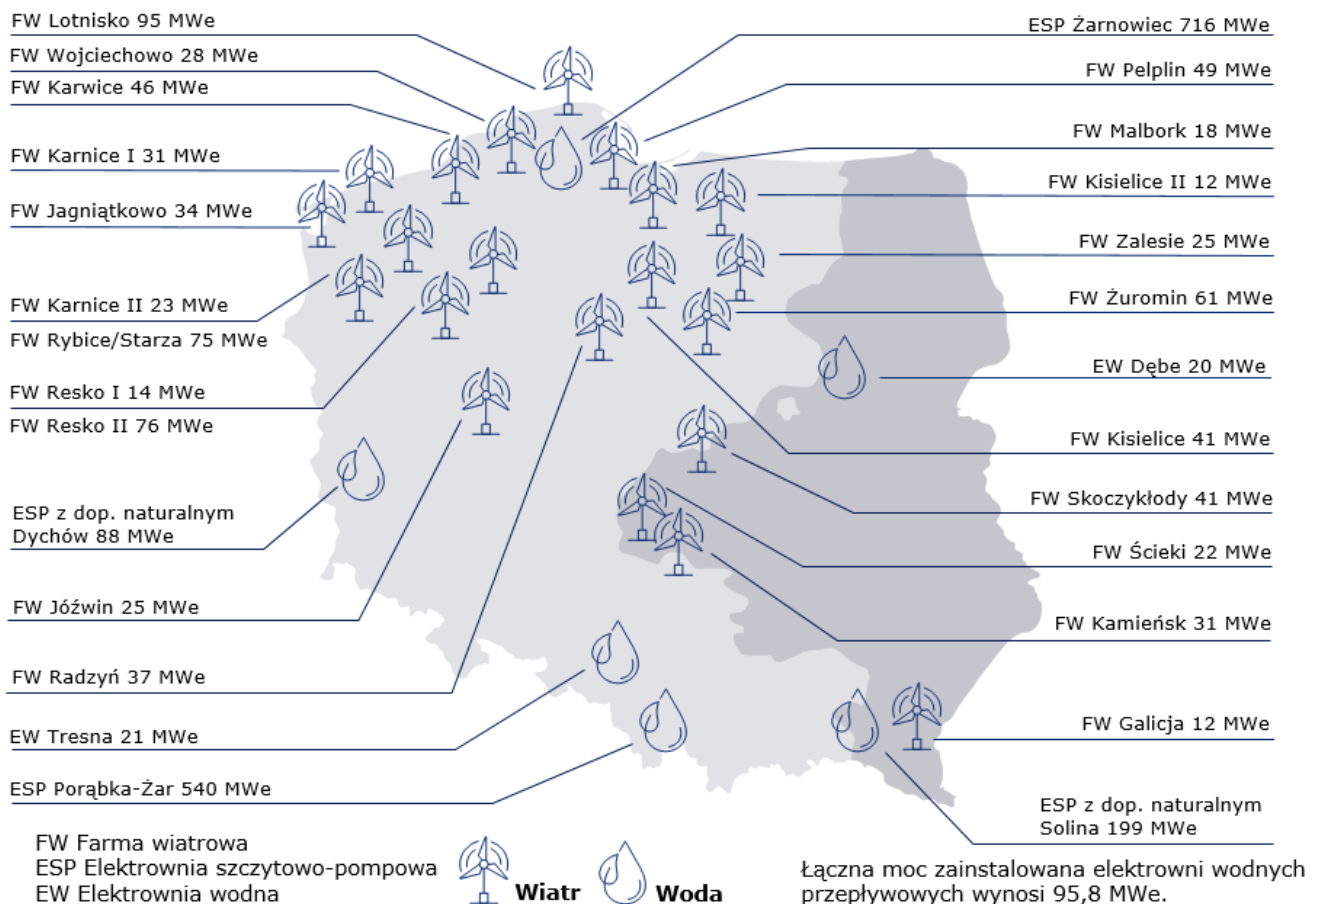 FW Lotnisko 95 MWe
FW Wojciechowo 28 MWe
FW Karwice 46 MWe
FW Karnice I 31 MWe
FW Jagniątkowo 34 MWe
FW Karnice II 23 MWe
FW Rybice/Starza 75 MWe
FW Resko I 14 MWe
FW Resko II 76 MWe
ESP z dop. naturalnym
Dychów 88 MWe
FW Jóźwin 25 MWe
FW Radzyń 37 MWe
EW Tresna 21 MWe
ESP Porąbka-Żar 540 MWe
ESP Żarnowiec 716 MWe
FW Pelplin 49 MWe
FW Malbork 18 MWe
FW Kisielice II 12 MWe
FW Zalesie 25 MWe
FW Żuromin 61 MWe
EW Dębe 20 MWe
FW Kisielice 41 MWe
FW Skoczykłody 41 MWe
FW Ścieki 22 MWe
FW Kamieńsk 31 MWe
FW Galicja 12 MWe
ESP z dop. naturalnym
Solina 199 MWe
FW Farma wiatrowa
ESP Elektrownia szczytowo-pompowa
EW Elektrownia wodna
Wiatr
Woda
Łączna moc zainstalowana elektrowni wodnych
przepływowych wynosi 95,8 MWe.